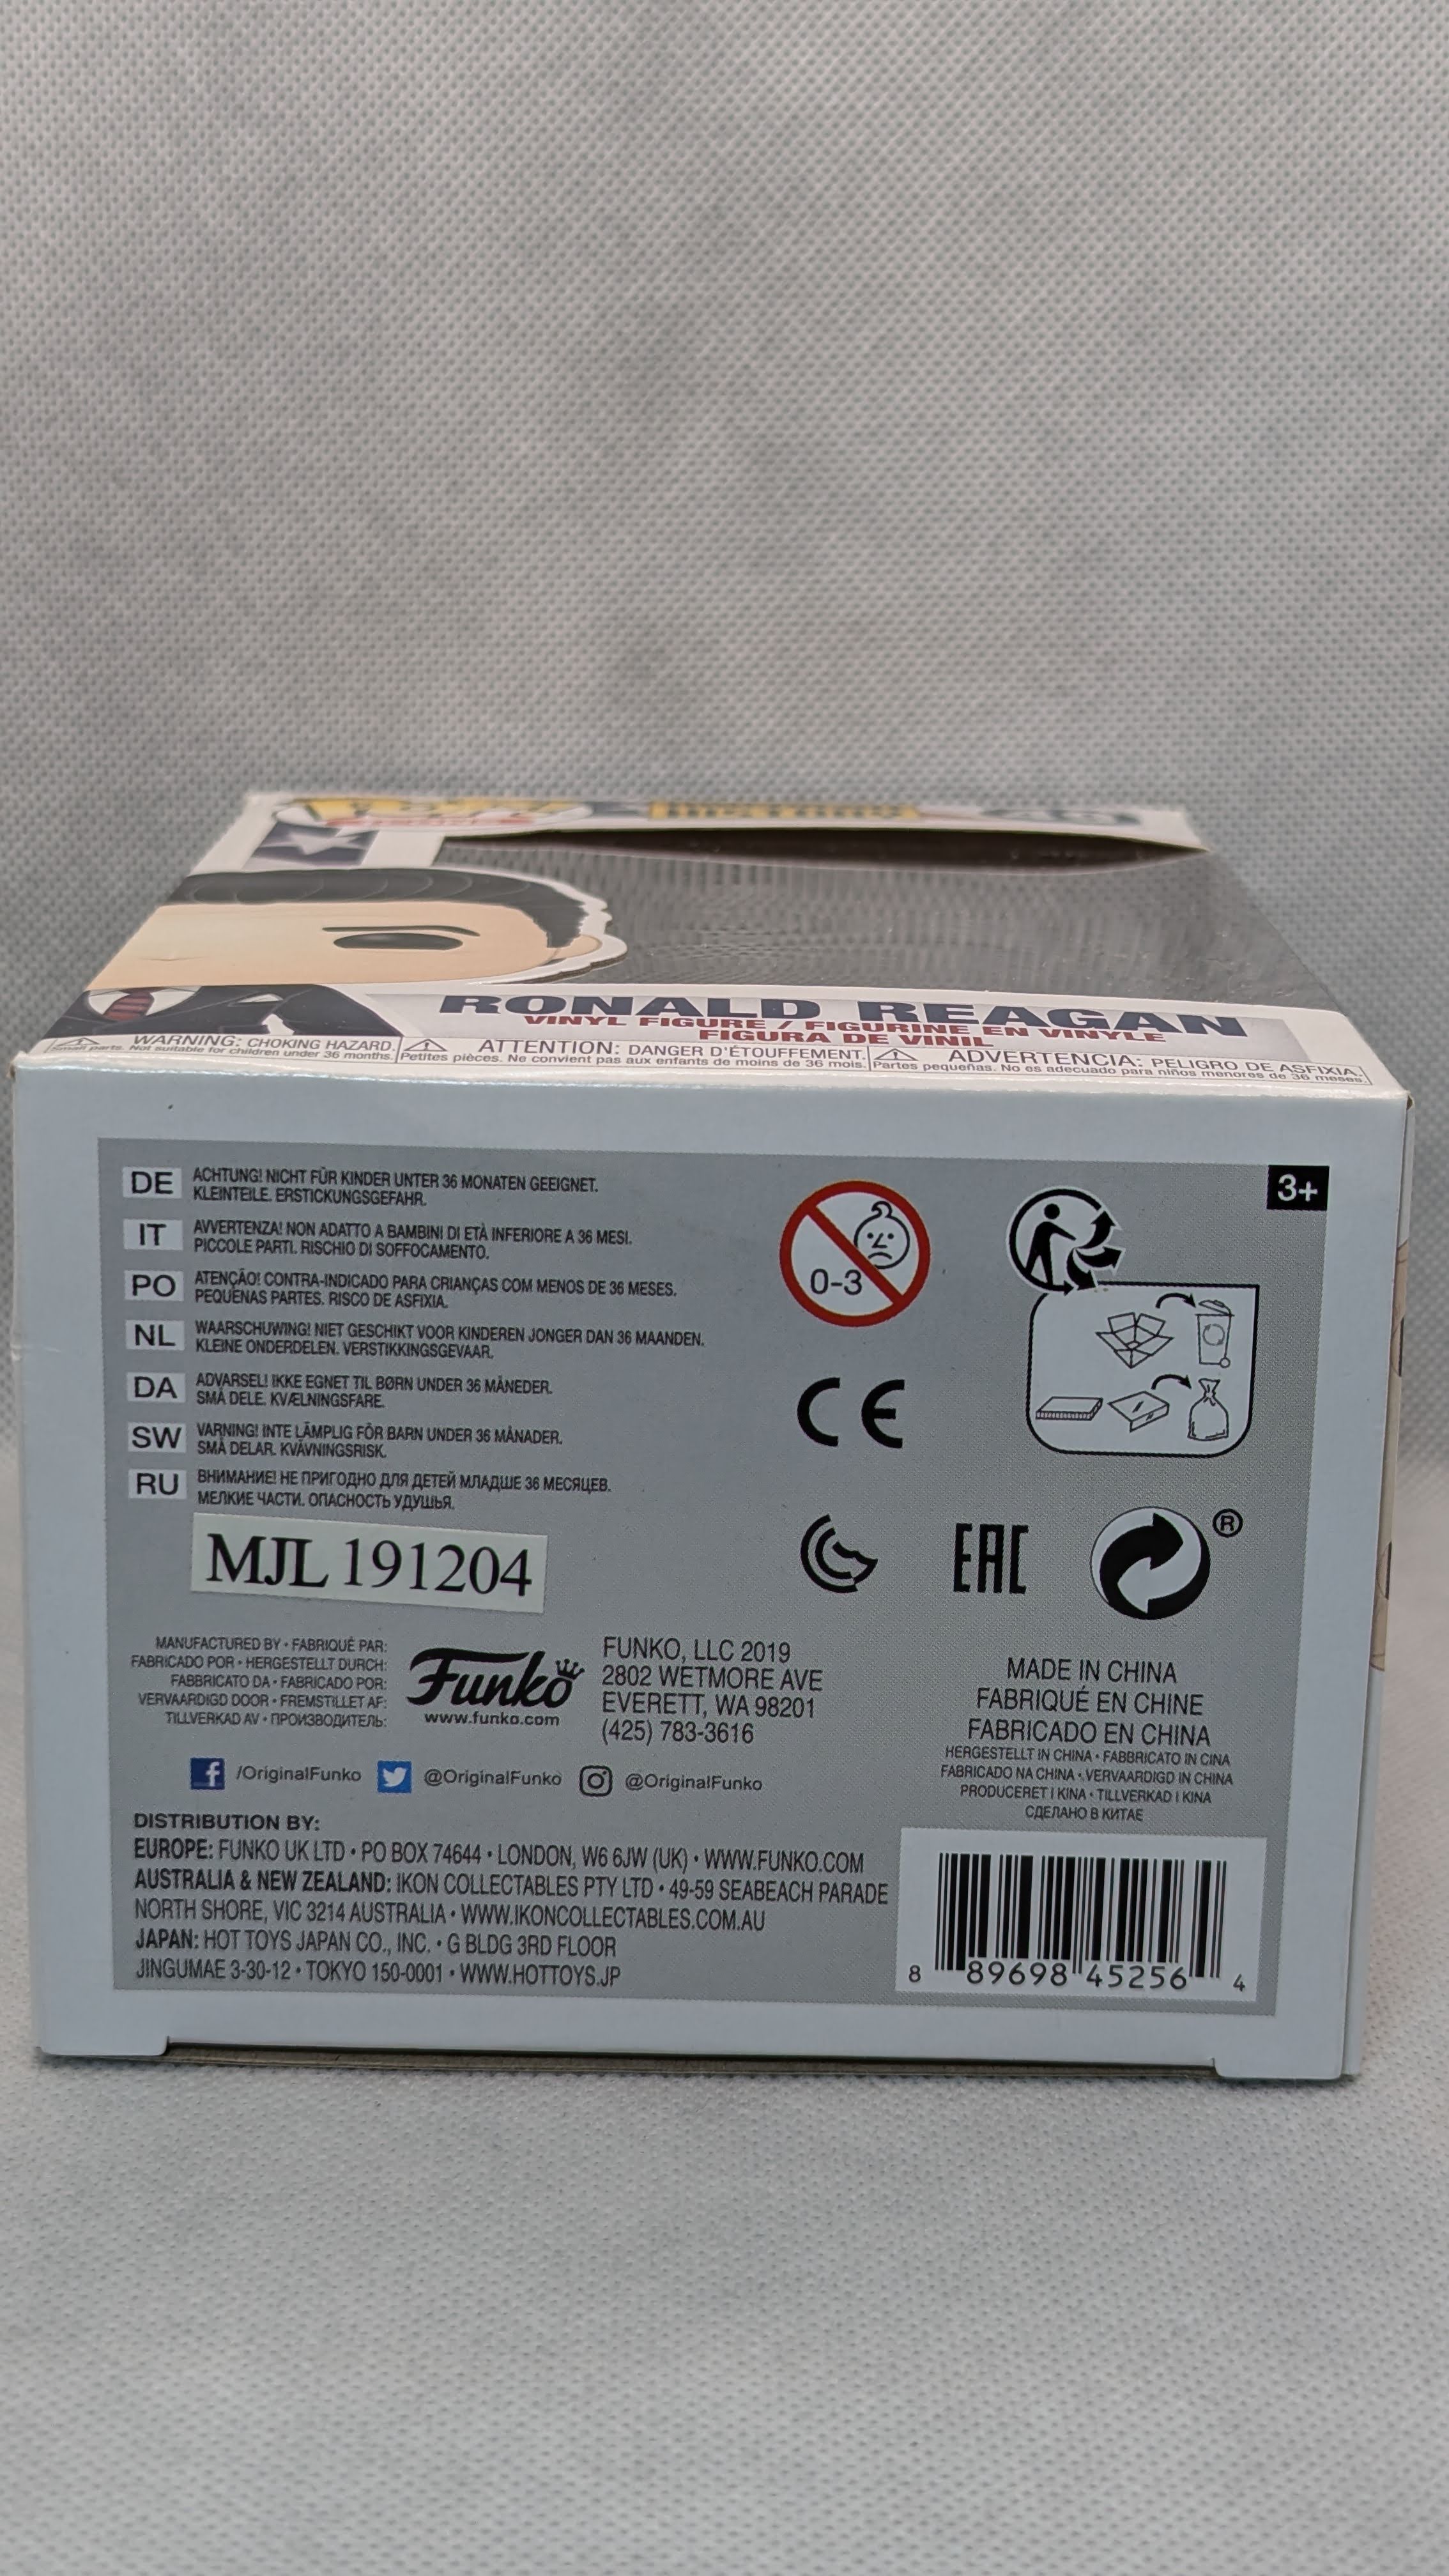 RONALD REAGAN
VINYL FIGURE / FIGURINE EN VINYLE
FIGURA DE VINIL
WARNING: CHOKING HAZARD.
Small parts. Not suitable for children under 36 months.
ATTENTION: DANGER D'ÉTOUFFEMENT.
Petites pièces. Ne convient pas aux enfants de moins de 36 mois.
ADVERTENCIA: PELIGRO DE ASFIXIA.
Partes pequeñas. No es adecuado para niños menores de 36 meses.
3+
DE ACHTUNG! NICHT FÜR KINDER UNTER 36 MONATEN GEEIGNET.
KLEINTEILE. ERSTICKUNGSGEFAHR.
IT AVVERTENZA! NON ADATTO A BAMBINI DI ETÀ INFERIORE A 36 MESI.
PICCOLE PARTI. RISCHIO DI SOFFOCAMENTO.
PO ATENÇÃO! CONTRA-INDICADO PARA CRIANÇAS COM MENOS DE 36 MESES.
PEQUENAS PARTES. RISCO DE ASFIXIA.
NL WAARSCHUWING! NIET GESCHIKT VOOR KINDEREN JONGER DAN 36 MAANDEN.
KLEINE ONDERDELEN. VERSTIKKINGSGEVAAR.
DA ADVARSEL! IKKE EGNET TIL BØRN UNDER 36 MÅNEDER.
SMÅ DELE. KVÆLNINGSFARE.
SW VARNING! INTE LÄMPLIG FÖR BARN UNDER 36 MÅNADER.
SMÅ DELAR. KVÄVNINGSRISK.
RU ВНИМАНИЕ! НЕ ПРИГОДНО ДЛЯ ДЕТЕЙ МЛАДШЕ 36 МЕСЯЦЕВ.
МЕЛКИЕ ЧАСТИ. ОПАСНОСТЬ УДУШЬЯ.
0-3
CE
EAC
®
MJL 191204
MANUFACTURED BY • FABRIQUÉ PAR:
FABRICADO POR • HERGESTELLT DURCH:
FABBRICATO DA • FABRICADO POR:
VERVAARDIGD DOOR • FREMSTILLET AF:
TILLVERKAD AV • ПРОИЗВОДИТЕЛЬ:
Funko
www.funko.com
FUNKO, LLC 2019
2802 WETMORE AVE
EVERETT, WA 98201
(425) 783-3616
MADE IN CHINA
FABRIQUÉ EN CHINE
FABRICADO EN CHINA
HERGESTELLT IN CHINA • FABBRICATO IN CINA
FABRICADO NA CHINA • VERVAARDIGD IN CHINA
PRODUCERET I KINA • TILLVERKAD I KINA
СДЕЛАНО В КИТАЕ
/OriginalFunko @OriginalFunko @OriginalFunko
DISTRIBUTION BY:
EUROPE: FUNKO UK LTD • PO BOX 74644 • LONDON, W6 6JW (UK) • WWW.FUNKO.COM
AUSTRALIA & NEW ZEALAND: IKON COLLECTABLES PTY LTD • 49-59 SEABEACH PARADE
NORTH SHORE, VIC 3214 AUSTRALIA • WWW.IKONCOLLECTABLES.COM.AU
JAPAN: HOT TOYS JAPAN CO., INC. • G BLDG 3RD FLOOR
JINGUMAE 3-30-12 • TOKYO 150-0001 • WWW.HOTTOYS.JP
8 89698 45256 4